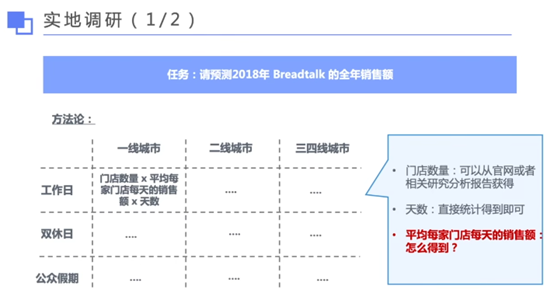 实地调研(1/2)
任务:请预测2018年 Breadtalk 的全年销售额
方法论:
一线城市 二线城市 三四线城市
工作日
门店数量 x 平均每
家门店每天的销售
额 x 天数
....
....
双休日 .... .... ....
公众假期 .... .... ....
• 门店数量:可以从官网或者
相关研究分析报告获得
• 天数:直接统计得到即可
• 平均每家门店每天的销售额:
怎么得到?